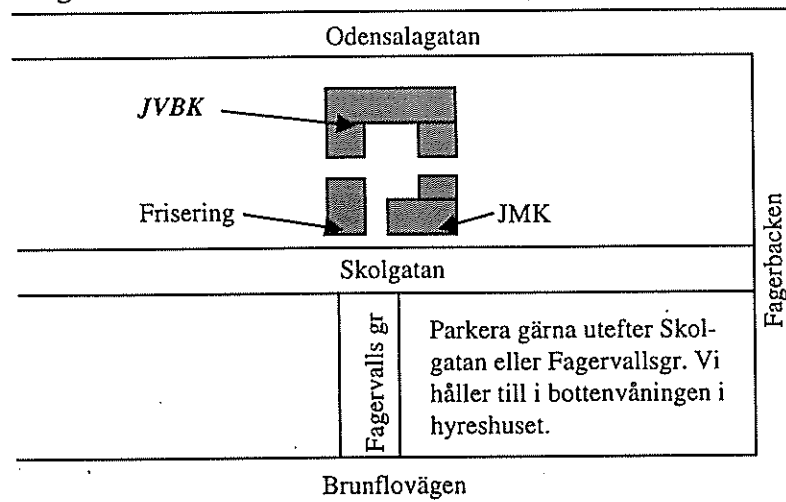 Odensalagatan
JVBK
Frisering
JMK
Skolgatan
Fagerbacken
Fagervalls gr
Parkera gärna utefter Skol-
gatan eller Fagervallsgr. Vi
håller till i bottenvåningen i
hyreshuset.
Brunflovägen